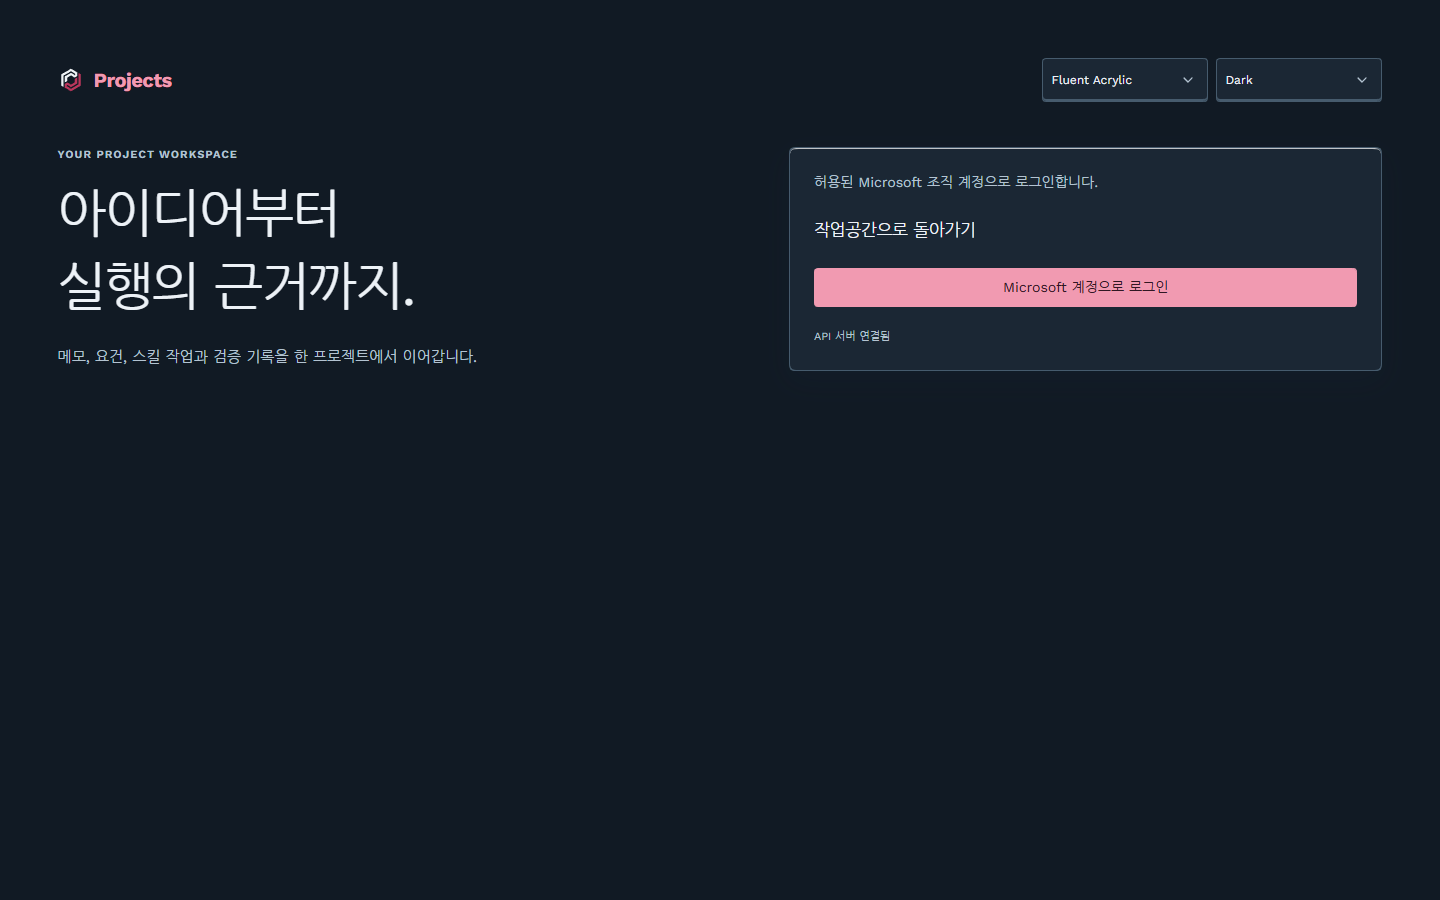 Projects
Fluent Acrylic
Dark
YOUR PROJECT WORKSPACE
아이디어부터
실행의 근거까지.
메모, 요건, 스킬 작업과 검증 기록을 한 프로젝트에서 이어갑니다.
허용된 Microsoft 조직 계정으로 로그인합니다.
작업공간으로 돌아가기
Microsoft 계정으로 로그인
API 서버 연결됨